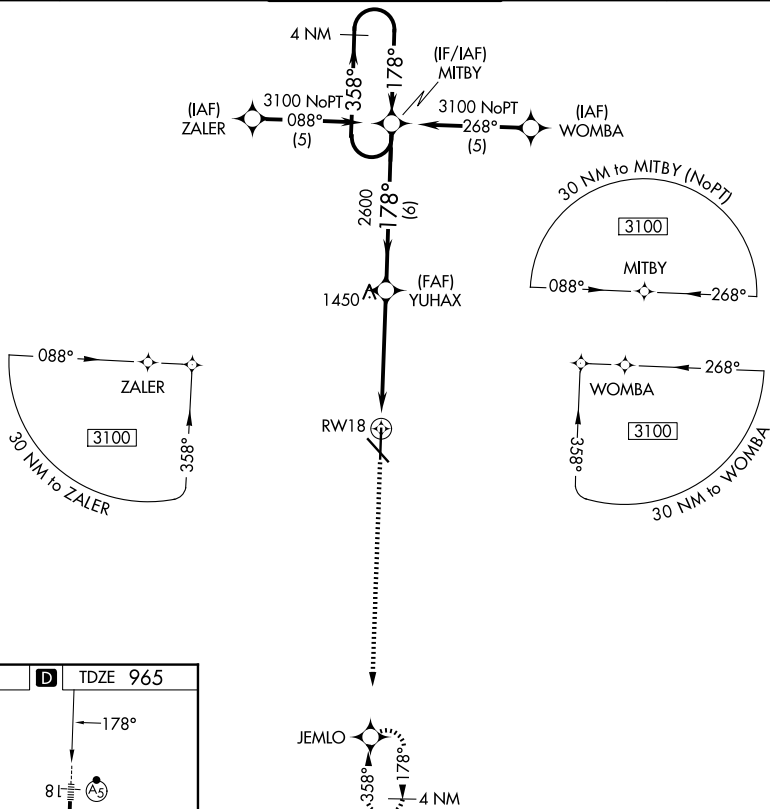 4 NM
358°
178°
(IF/IAF)
MITBY
(IAF)
ZALER
3100 NoPT
088°
(5)
3100 NoPT
268°
(5)
(IAF)
WOMBA
2600
178°
(6)
1450
(FAF)
YUHAX
30 NM to MITBY (NoPT)
3100
MITBY
088°
268°
088°
ZALER
3100
358°
30 NM to ZALER
268°
WOMBA
3100
358°
30 NM to WOMBA
RW18
JEMLO
358°
178°
4 NM
D TDZE 965
178°
18
A5